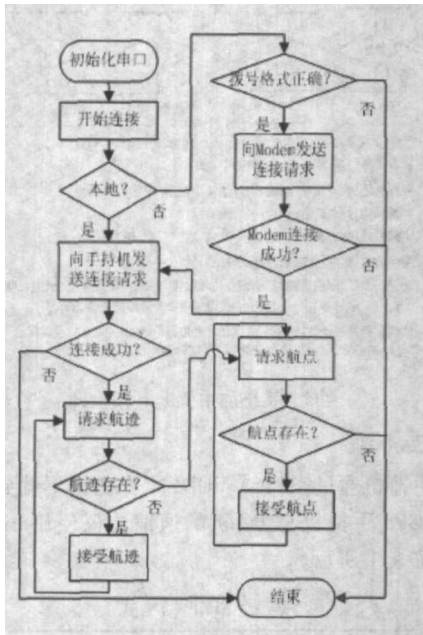 初始化串口
开始连接
本地?
是
否
向手持机发
送连接请求
连接成功?
否
是
请求航迹
航迹存在?
否
是
接受航迹
拨号格式正确?
否
是
向Modem发送
连接请求
Modem连接
成功?
否
是
请求航点
航点存在?
否
是
接受航点
结束